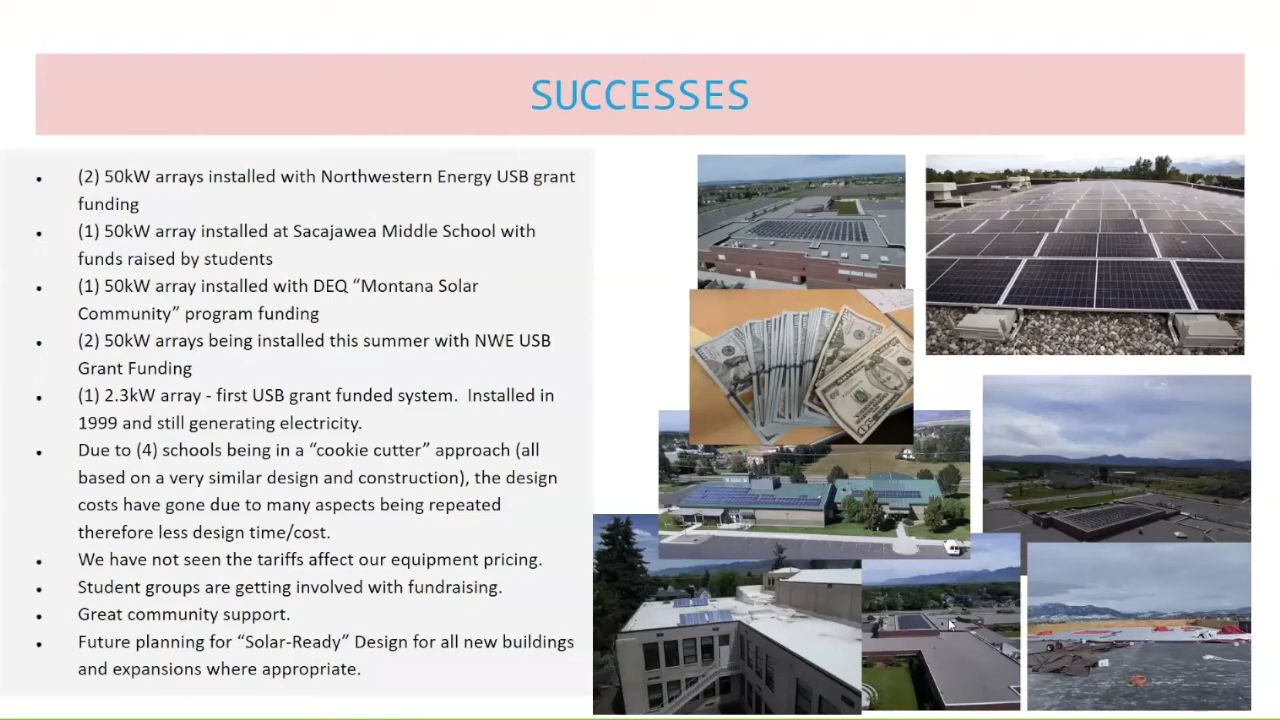 SUCCESSES
• (2) 50kW arrays installed with Northwestern Energy USB grant
funding
• (1) 50kW array installed at Sacajawea Middle School with
funds raised by students
• (1) 50kW array installed with DEQ “Montana Solar
Community” program funding
• (2) 50kW arrays being installed this summer with NWE USB
Grant Funding
• (1) 2.3kW array - first USB grant funded system. Installed in
1999 and still generating electricity.
• Due to (4) schools being in a “cookie cutter” approach (all
based on a very similar design and construction), the design
costs have gone due to many aspects being repeated
therefore less design time/cost.
• We have not seen the tariffs affect our equipment pricing.
• Student groups are getting involved with fundraising.
• Great community support.
• Future planning for “Solar-Ready” Design for all new buildings
and expansions where appropriate.